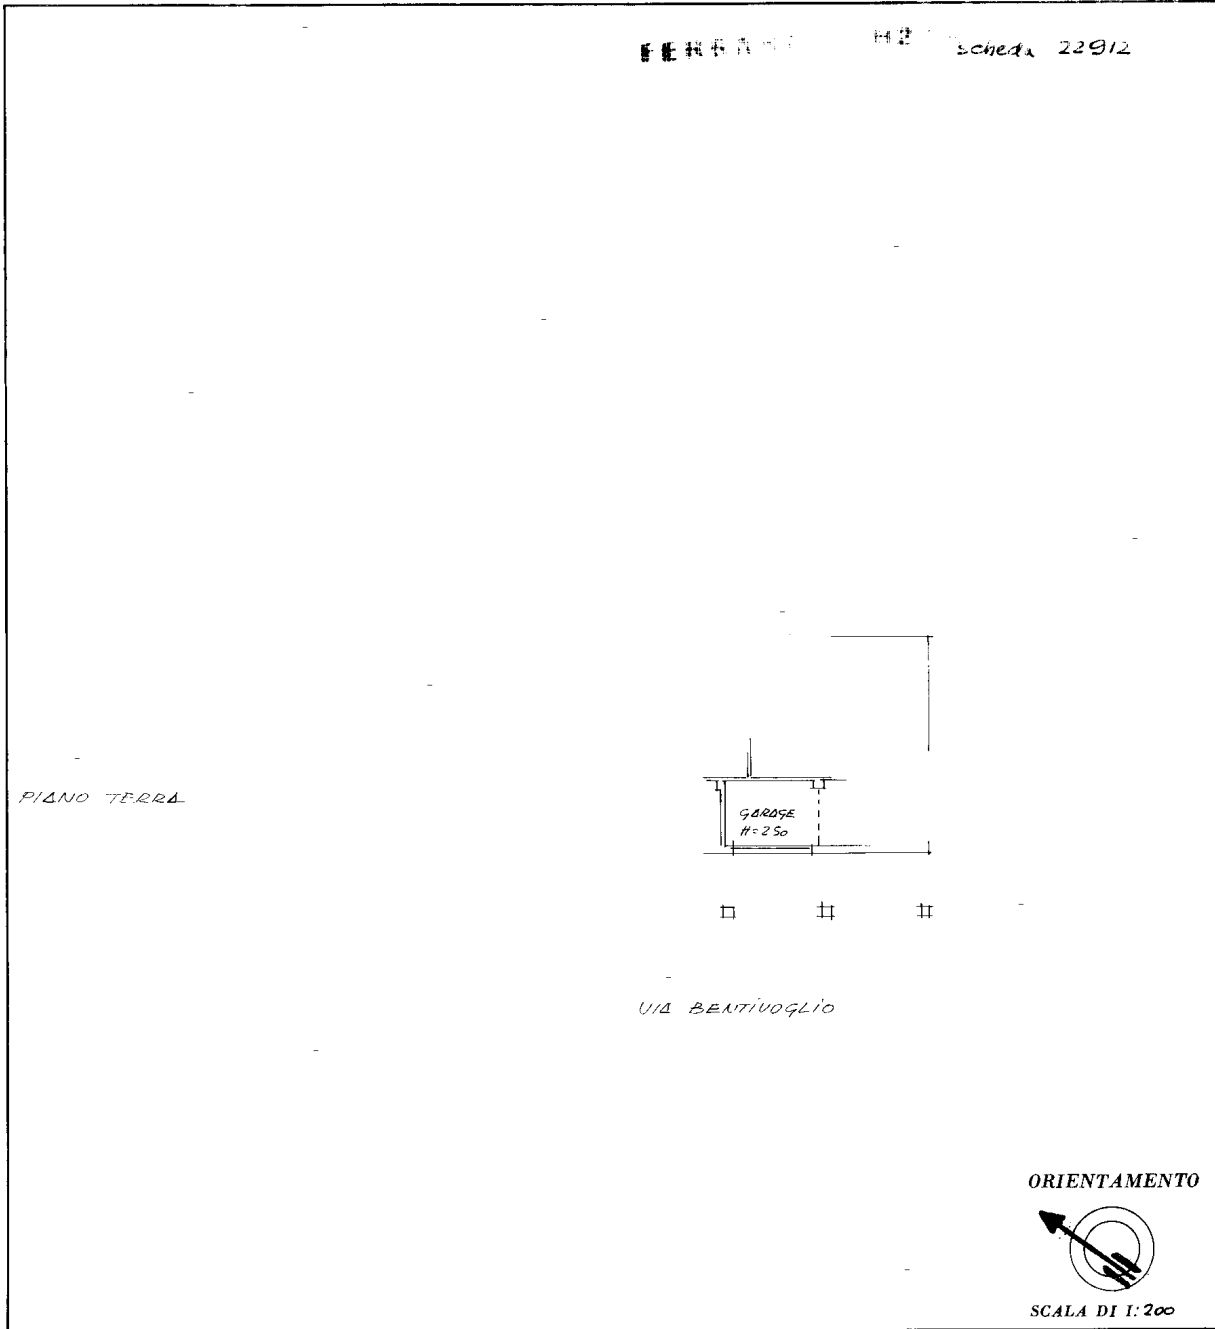 scheda 22912
PIANO TERRA
GARAGE
H=250
VIA BENTIVOGLIO
ORIENTAMENTO
SCALA DI 1:200